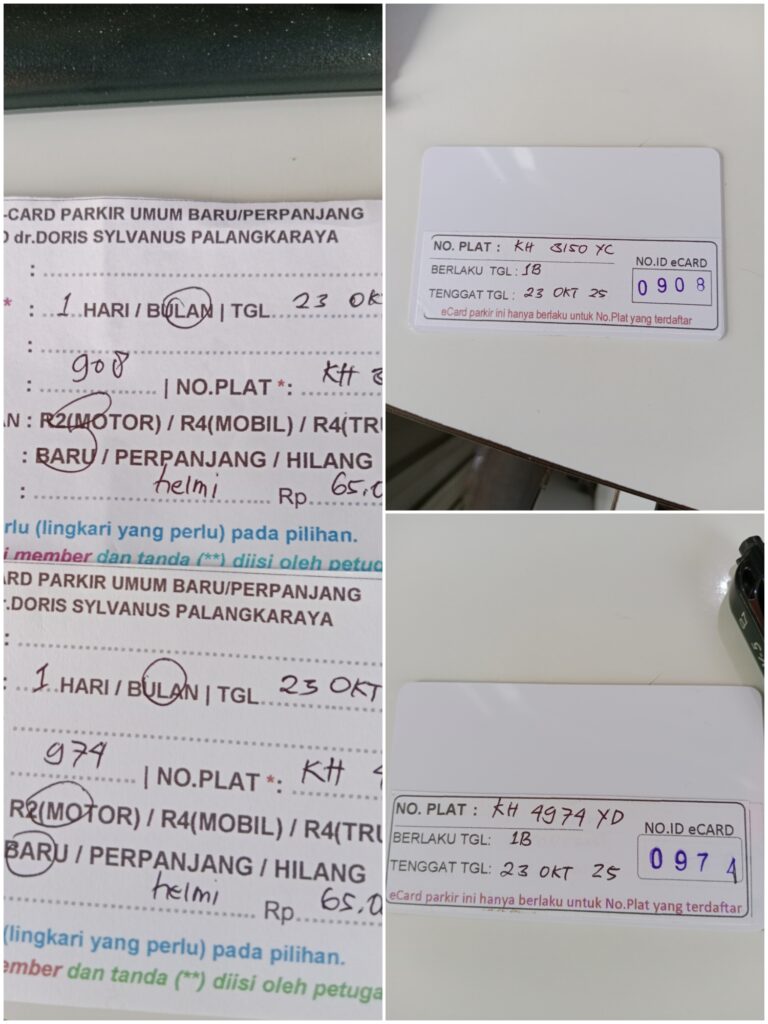 -CARD PARKIR UMUM BARU/PERPANJANG
dr.DORIS SYLVANUS PALANGKARAYA
:
* : 1 HARI / BULAN | TGL 23 OK
:
: 908 | NO.PLAT *: KH 3
N : R2(MOTOR) / R4(MOBIL) / R4(TRU
: BARU / PERPANJANG / HILANG
: helmi Rp 65.0
rlu (lingkari yang perlu) pada pilihan.
i member dan tanda (**) diisi oleh petug
ARD PARKIR UMUM BARU/PERPANJANG
r.DORIS SYLVANUS PALANGKARAYA
:
: 1 HARI / BULAN | TGL 23 OKT
974 | NO.PLAT *: KH 4
R2(MOTOR) / R4(MOBIL) / R4(TRU
BARU / PERPANJANG / HILANG
helmi Rp 65.0
(lingkari yang perlu) pada pilihan.
ember dan tanda (**) diisi oleh petuga
NO. PLAT : KH 3150 YC
NO.ID eCARD
BERLAKU TGL : 1B
0908
TENGGAT TGL : 23 OKT 25
eCard parkir ini hanya berlaku untuk No.Plat yang terdaftar
NO. PLAT : KH 4974 YD
NO.ID eCARD
BERLAKU TGL: 1B
0974
TENGGAT TGL: 23 OKT 25
eCard parkir ini hanya berlaku untuk No.Plat yang terdaftar